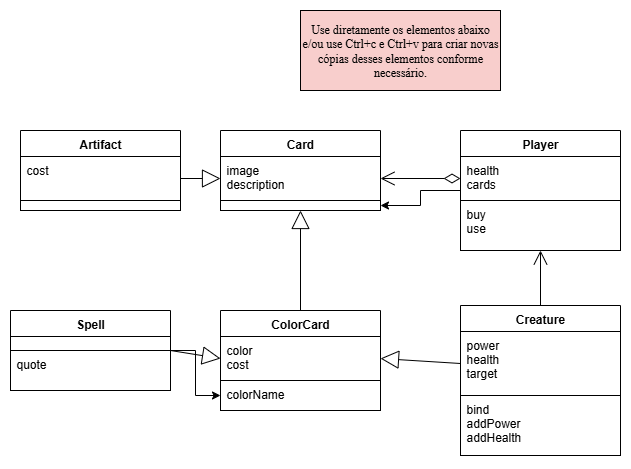 Use diretamente os elementos abaixo
e/ou use Ctrl+c e Ctrl+v para criar novas
cópias desses elementos conforme
necessário.
Artifact
cost
Card
image
description
Player
health
cards
buy
use
Spell
quote
ColorCard
color
cost
colorName
Creature
power
health
target
bind
addPower
addHealth